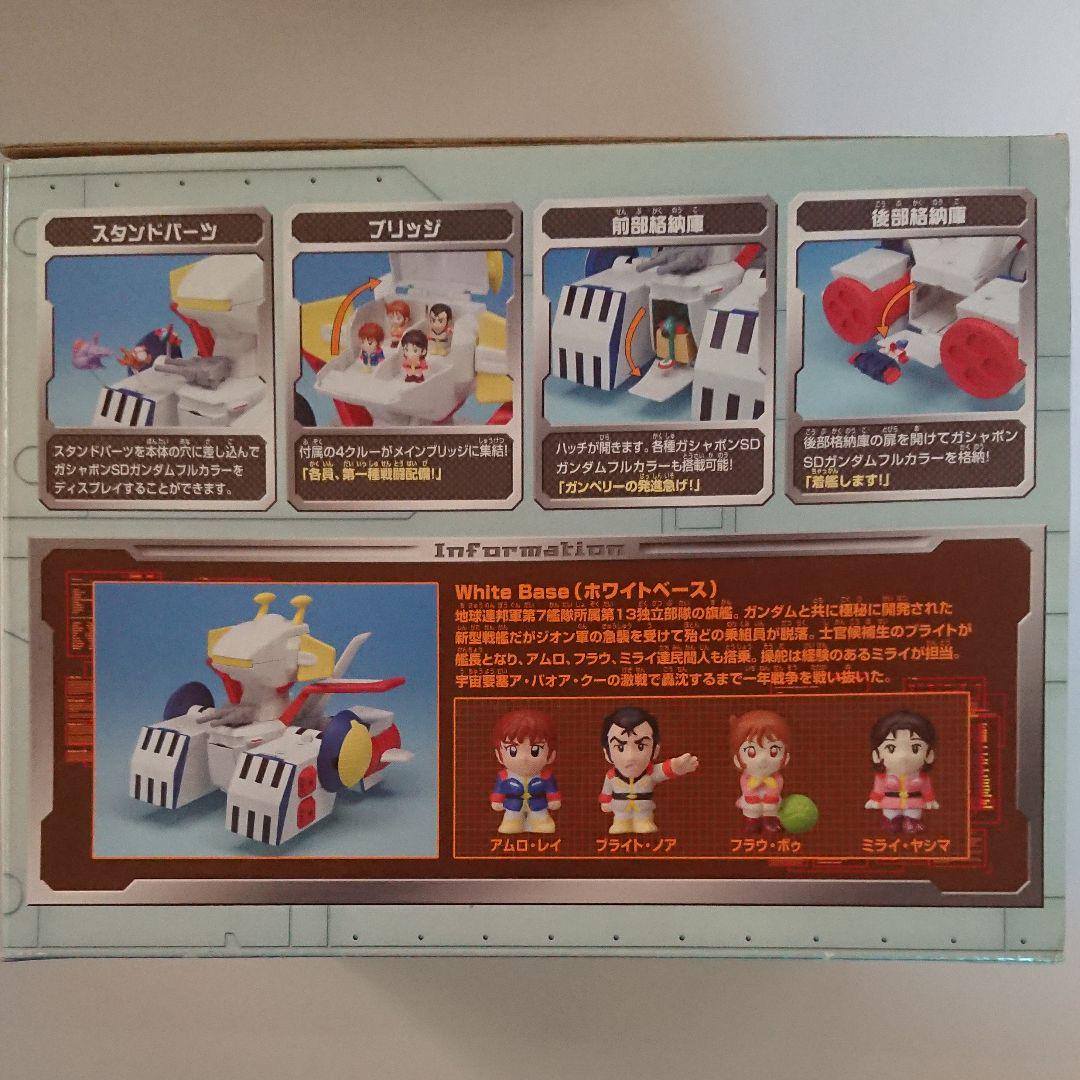 スタンドパーツ
スタンドパーツを本体の穴に差し込んで
ガシャポンSDガンダムフルカラーを
ディスプレイすることができます。
ブリッジ
付属の4クルーがメインブリッジに集結!
「各員、第一種戦闘配備!」
前部格納庫
ハッチが開きます。各種ガシャポンSD
ガンダムフルカラーも搭載可能!
「ガンペリーの発進急げ!」
後部格納庫
後部格納庫の扉を開けてガシャポン
SDガンダムフルカラーを格納!
「着艦します!」
Information
White Base(ホワイトベース)
地球連邦軍第7艦隊所属第13独立部隊の旗艦。ガンダムと共に極秘に開発された
新型戦艦だがジオン軍の急襲を受けて殆どの乗組員が脱落。士官候補生のブライトが
艦長となり、アムロ、フラウ、ミライ達民間人も搭乗。操舵は経験のあるミライが担当。
宇宙要塞ア・バオア・クーの激戦で轟沈するまで一年戦争を戦い抜いた。
アムロ・レイ
ブライト・ノア
フラウ・ボゥ
ミライ・ヤシマ